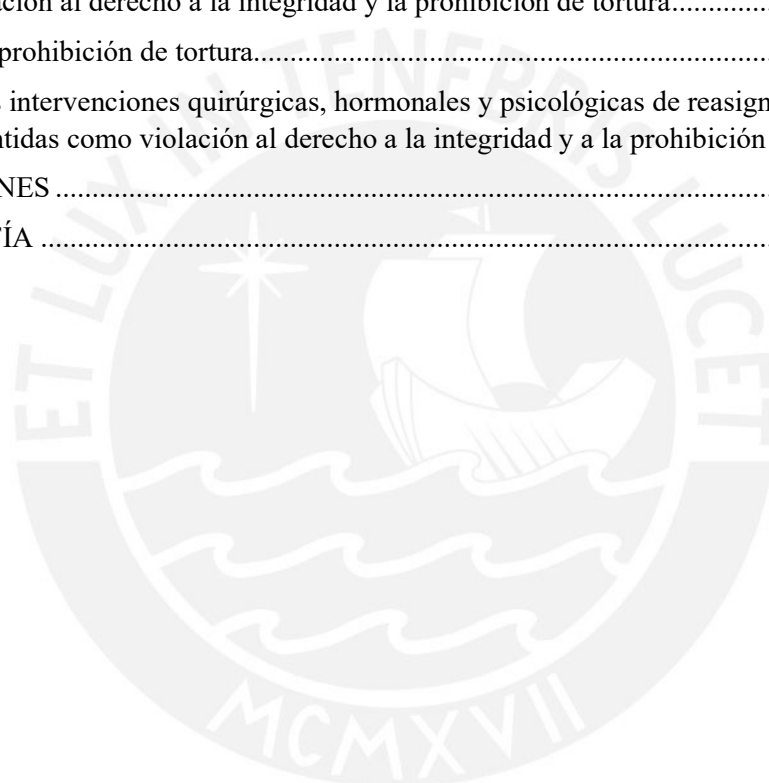 ación al derecho a la integridad y la prohibición de tortura..............
prohibición de tortura......................................................................
s intervenciones quirúrgicas, hormonales y psicológicas de reasign
ntidas como violación al derecho a la integridad y a la prohibición
NES ..........................................................................................................
ÍA .............................................................................................................
ET LUX IN TENEBRIS LUCET
MCMXVII